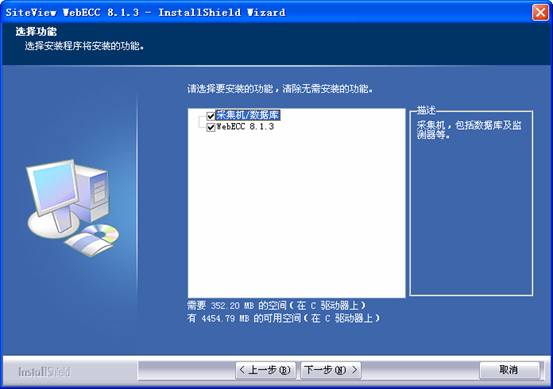 SiteView WebECC 8.1.3 - InstallShield Wizard
选择功能
选择安装程序将安装的功能。
请选择要安装的功能，清除无需安装的功能。
采集机/数据库
WebECC 8.1.3
描述
采集机，包括数据库及监
测器等。
需要 352.20 MB 的空间(在 C 驱动器上)
有 4454.79 MB 的可用空间(在 C 驱动器上)
InstallShield
< 上一步(B)
下一步(N) >
取消